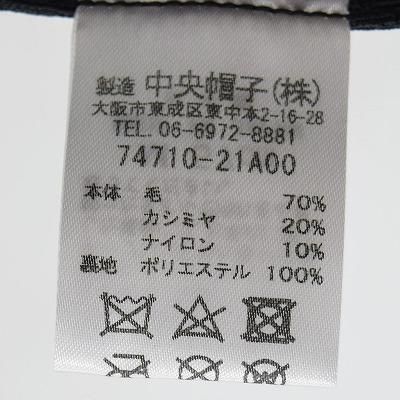 製造 中央帽子(株)
大阪市東成区東中本2-16-28
TEL. 06-6972-8881
74710-21A00
本体 毛 70%
カシミヤ 20%
ナイロン 10%
裏地 ポリエステル 100%